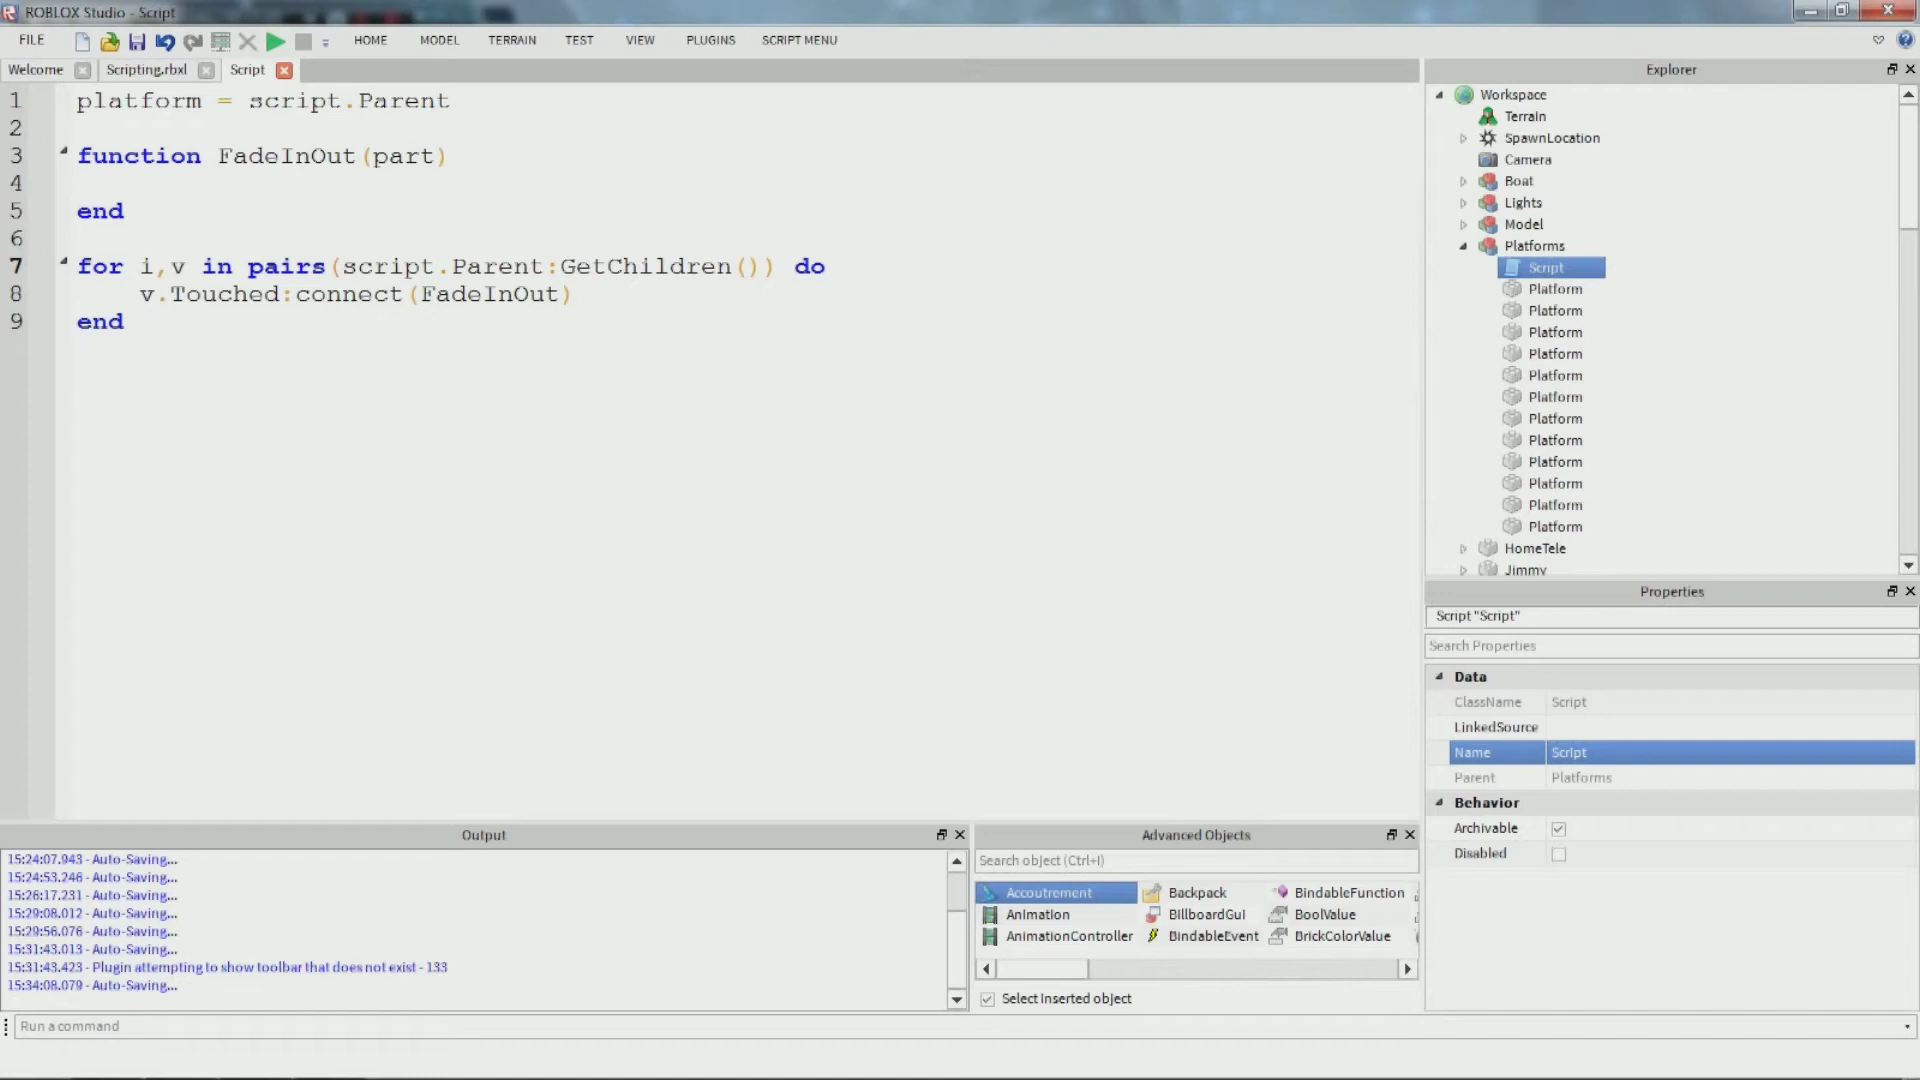 ROBLOX Studio - Script
FILE HOME MODEL TERRAIN TEST VIEW PLUGINS SCRIPT MENU
Welcome Scripting.rbxl Script
1 platform = script.Parent
2
3 function FadeInOut(part)
4
5 end
6
7 for i,v in pairs(script.Parent:GetChildren()) do
8 v.Touched:connect(FadeInOut)
9 end
Explorer
Workspace
Terrain
SpawnLocation
Camera
Boat
Lights
Model
Platforms
Script
Platform
Platform
Platform
Platform
Platform
Platform
Platform
Platform
Platform
Platform
Platform
Platform
HomeTele
Jimmy
Properties
Script "Script"
Search Properties
Data
ClassName Script
LinkedSource
Name Script
Parent Platforms
Behavior
Archivable
Disabled
Output
15:24:07.943 - Auto-Saving...
15:24:53.246 - Auto-Saving...
15:26:17.231 - Auto-Saving...
15:29:08.012 - Auto-Saving...
15:29:56.076 - Auto-Saving...
15:31:43.013 - Auto-Saving...
15:31:43.423 - Plugin attempting to show toolbar that does not exist - 133
15:34:08.079 - Auto-Saving...
Advanced Objects
Search object (Ctrl+I)
Accoutrement Backpack BindableFunction
Animation BillboardGui BoolValue
AnimationController BindableEvent BrickColorValue
Select Inserted object
Run a command